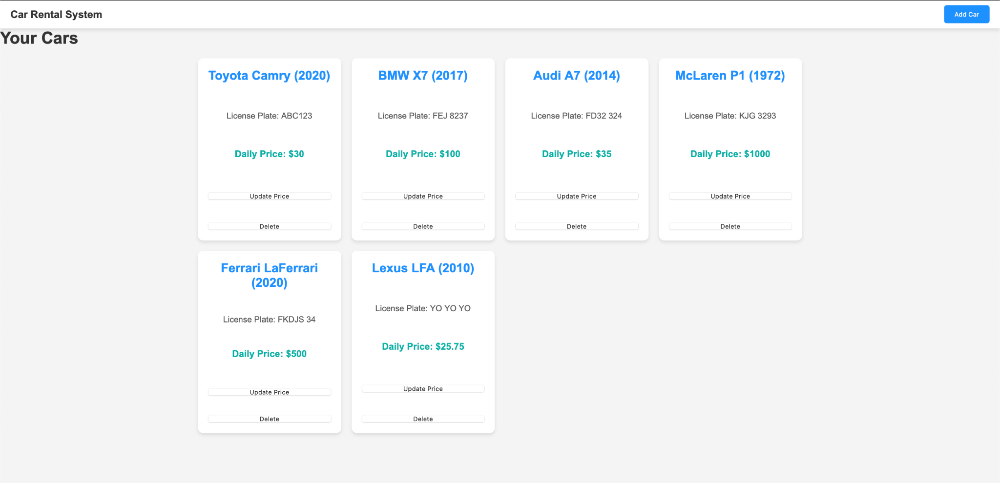 Car Rental System
Add Car
Your Cars
Toyota Camry (2020)
License Plate: ABC123
Daily Price: $30
Update Price
Delete
BMW X7 (2017)
License Plate: FEJ 8237
Daily Price: $100
Update Price
Delete
Audi A7 (2014)
License Plate: FD32 324
Daily Price: $35
Update Price
Delete
McLaren P1 (1972)
License Plate: KJG 3293
Daily Price: $1000
Update Price
Delete
Ferrari LaFerrari
(2020)
License Plate: FKDJS 34
Daily Price: $500
Update Price
Delete
Lexus LFA (2010)
License Plate: YO YO YO
Daily Price: $25.75
Update Price
Delete